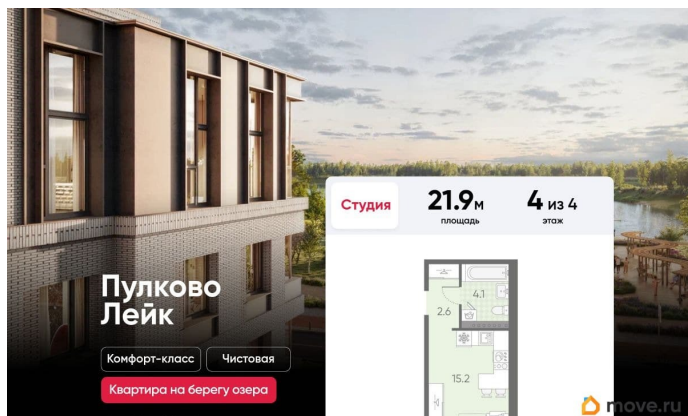 Студия
21.9 м
площадь
4 из 4
этаж
Пулково
Лейк
4.1
2.6
15.2
Комфорт-класс
Чистовая
Квартира на берегу озера
move.ru